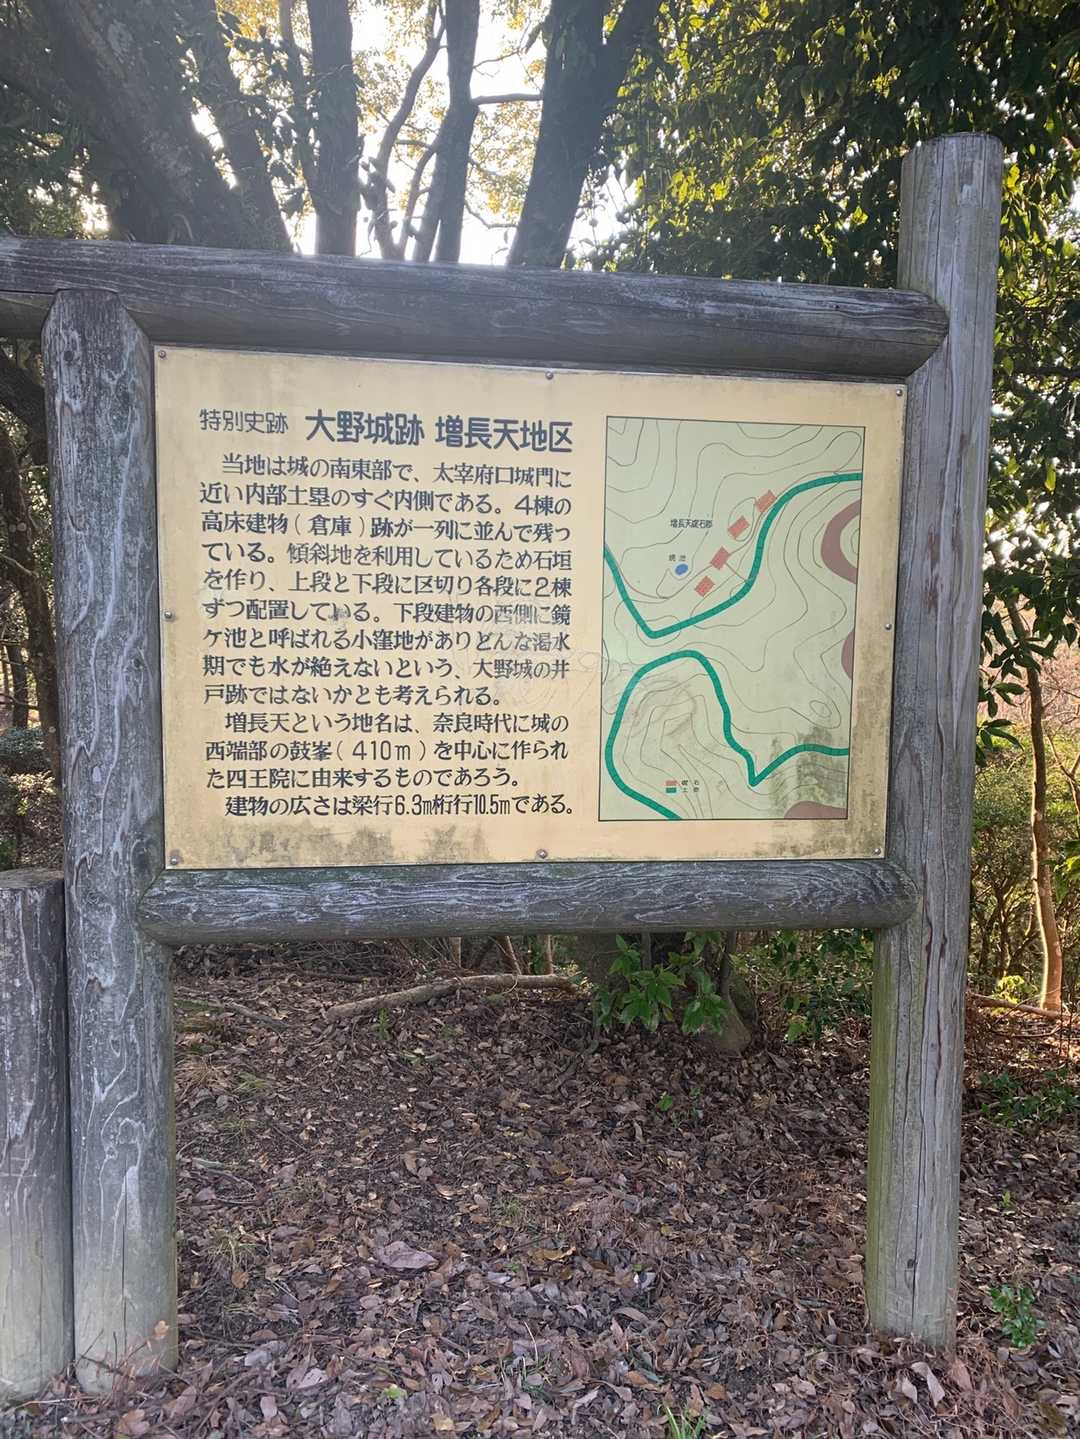 特別史跡 大野城跡 増長天地区
当地は城の南東部で、太宰府口城門に
近い内部土塁のすぐ内側である。4棟の
高床建物(倉庫)跡が一列に並んで残っ
ている。傾斜地を利用しているため石垣
を作り、上段と下段に区切り各段に2棟
ずつ配置している。下段建物の西側に鏡
ケ池と呼ばれる小窪地がありどんな渇水
期でも水が絶えないという、大野城の井
戸跡ではないかとも考えられる。
増長天という地名は、奈良時代に城の
西端部の鼓峯(410m)を中心に作られ
た四王院に由来するものであろう。
建物の広さは梁行6.3m桁行10.5mである。
増長天礎石群
鏡池
礎石
土塁